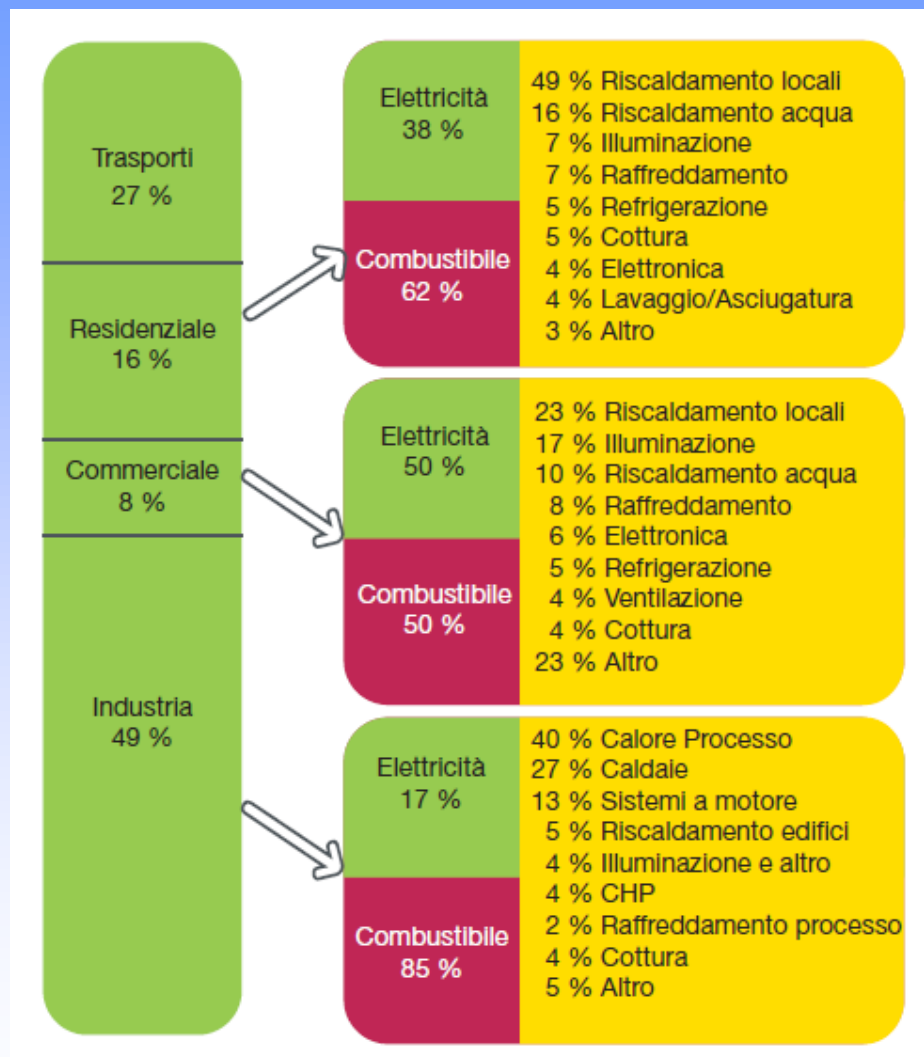 Trasporti
27 %
Residenziale
16 %
Commerciale
8 %
Industria
49 %
Elettricità
38 %
Combustibile
62 %
49 % Riscaldamento locali
16 % Riscaldamento acqua
7 % Illuminazione
7 % Raffreddamento
5 % Refrigerazione
5 % Cottura
4 % Elettronica
4 % Lavaggio/Asciugatura
3 % Altro
Elettricità
50 %
Combustibile
50 %
23 % Riscaldamento locali
17 % Illuminazione
10 % Riscaldamento acqua
8 % Raffreddamento
6 % Elettronica
5 % Refrigerazione
4 % Ventilazione
4 % Cottura
23 % Altro
Elettricità
17 %
Combustibile
85 %
40 % Calore Processo
27 % Caldaie
13 % Sistemi a motore
5 % Riscaldamento edifici
4 % Illuminazione e altro
4 % CHP
2 % Raffreddamento processo
4 % Cottura
5 % Altro